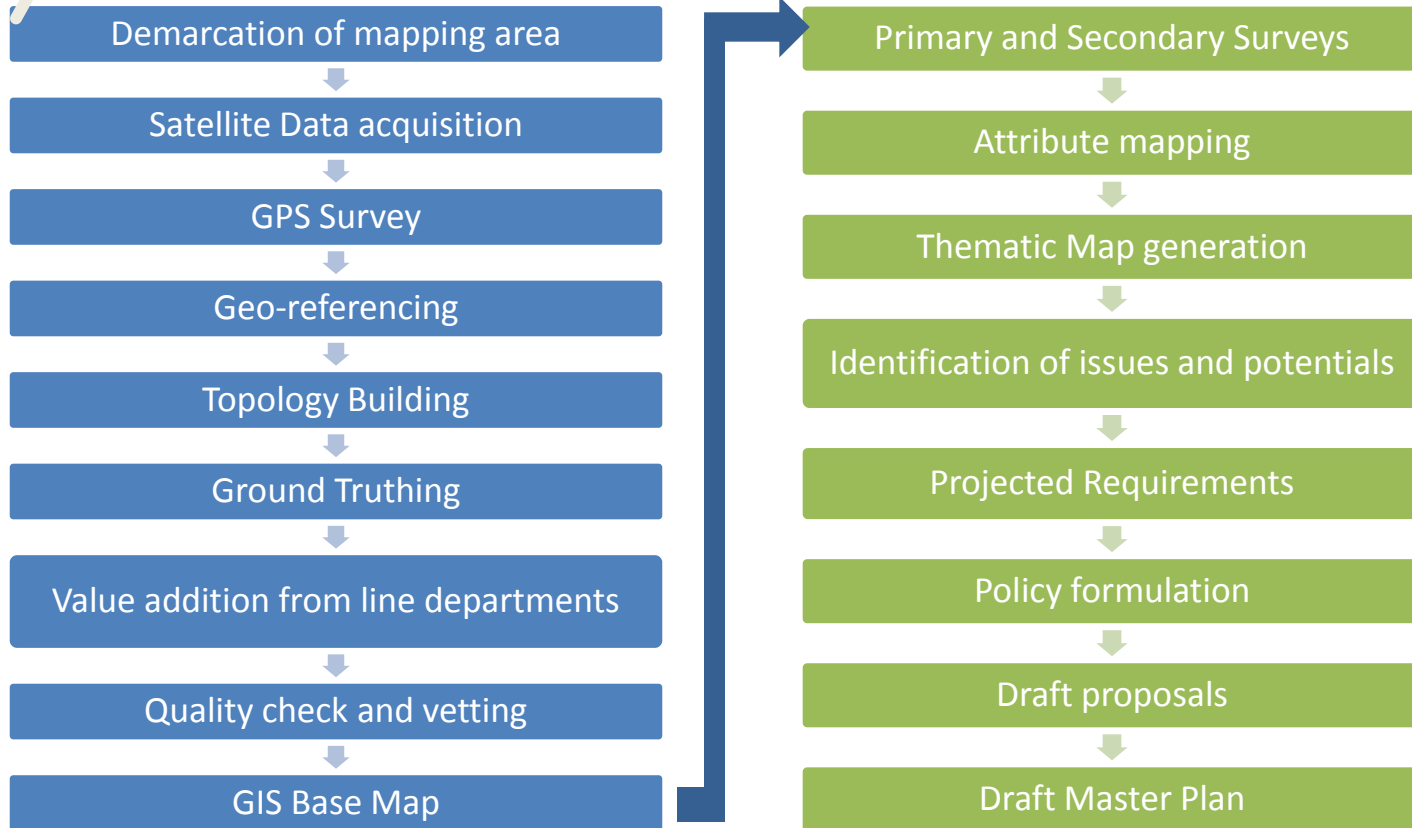 Demarcation of mapping area
Satellite Data acquisition
GPS Survey
Geo-referencing
Topology Building
Ground Truthing
Value addition from line departments
Quality check and vetting
GIS Base Map
Primary and Secondary Surveys
Attribute mapping
Thematic Map generation
Identification of issues and potentials
Projected Requirements
Policy formulation
Draft proposals
Draft Master Plan